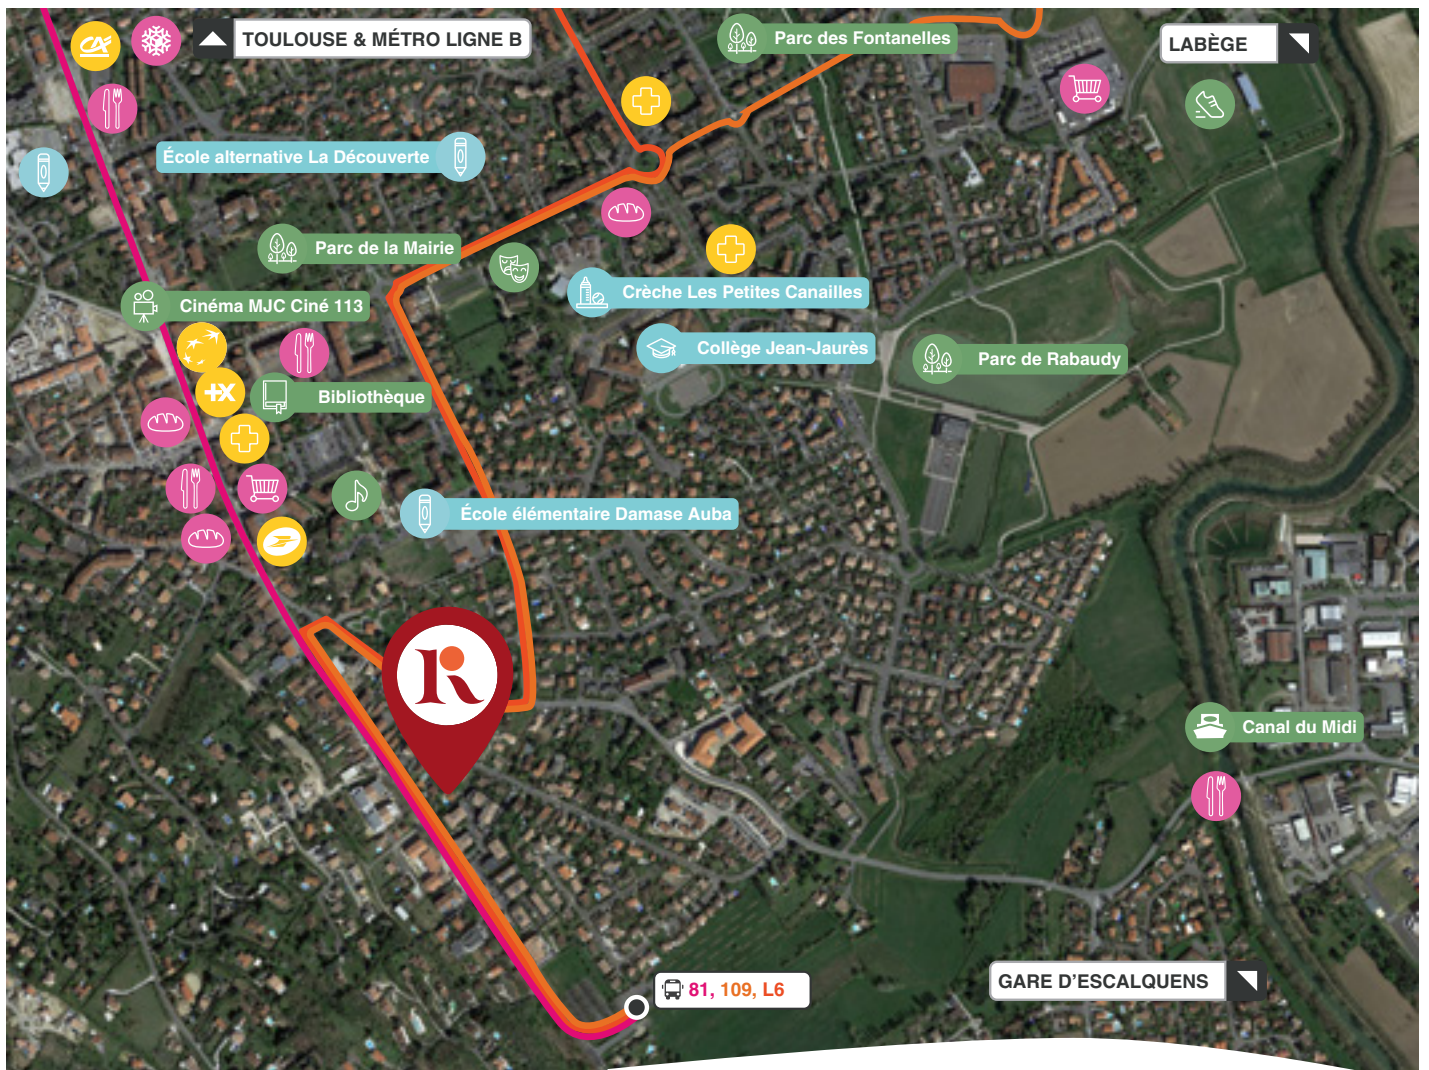 TOULOUSE & MÉTRO LIGNE B
Parc des Fontanelles
LABÈGE
École alternative La Découverte
Parc de la Mairie
Crèche Les Petites Canailles
Cinéma MJC Ciné 113
Collège Jean-Jaurès
Parc de Rabaudy
+X
Bibliothèque
École élémentaire Damase Auba
R
Canal du Midi
GARE D'ESCALQUENS
81, 109, L6